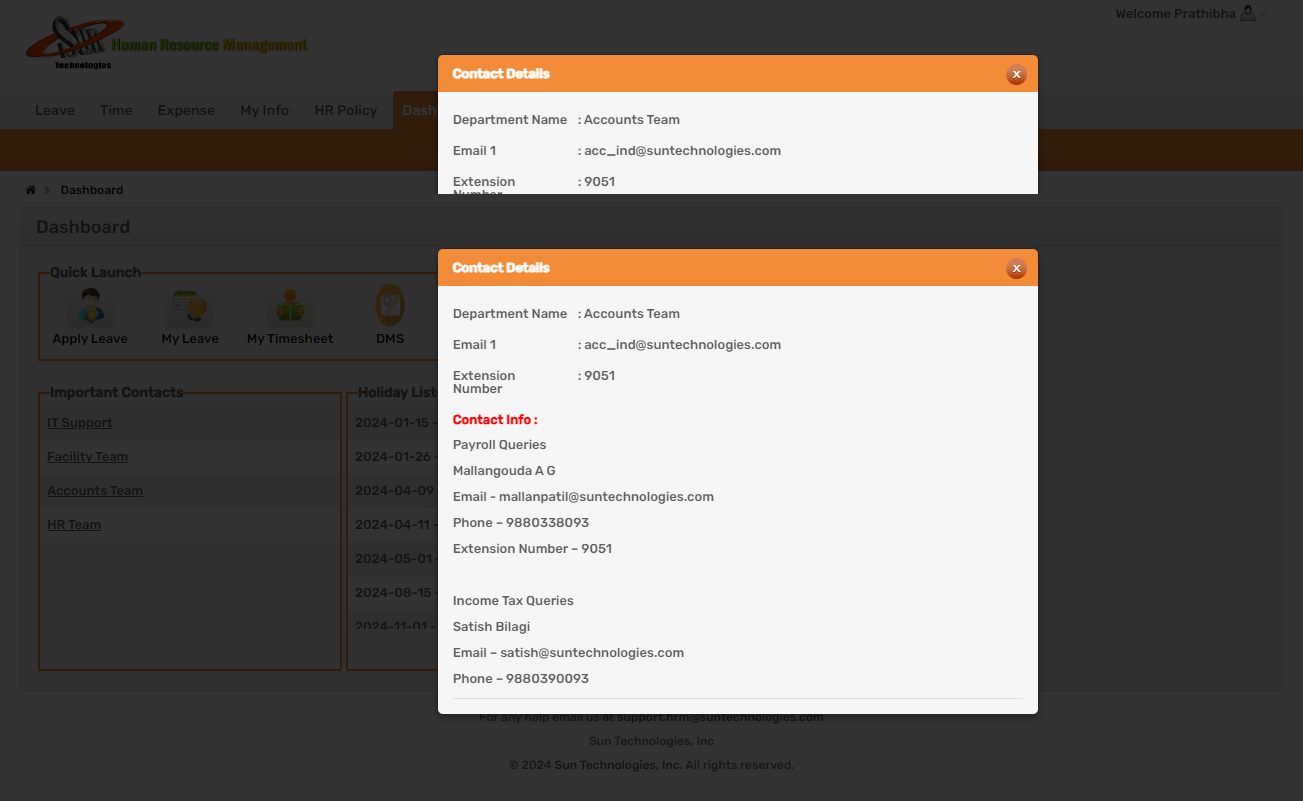 Welcome Prathibha
Sun
Technologies
Human Resource Management
Leave Time Expense My Info HR Policy Dash
Contact Details
x
Department Name : Accounts Team
Email 1 : acc_ind@suntechnologies.com
Extension : 9051
Number
Dashboard
Dashboard
Contact Details
x
Department Name : Accounts Team
Email 1 : acc_ind@suntechnologies.com
Extension : 9051
Number
Contact Info :
Payroll Queries
Mallangouda A G
Email - mallanpatil@suntechnologies.com
Phone – 9880338093
Extension Number – 9051
Income Tax Queries
Satish Bilagi
Email – satish@suntechnologies.com
Phone – 9880390093
Quick Launch
Apply Leave My Leave My Timesheet DMS
Important Contacts
IT Support
Facility Team
Accounts Team
HR Team
Holiday List
2024-01-15 -
2024-01-26 -
2024-04-09
2024-04-11 -
2024-05-01 -
2024-08-15 -
2024-11-01 -
For any help email us at support.hrm@suntechnologies.com
Sun Technologies, Inc
© 2024 Sun Technologies, Inc. All rights reserved.